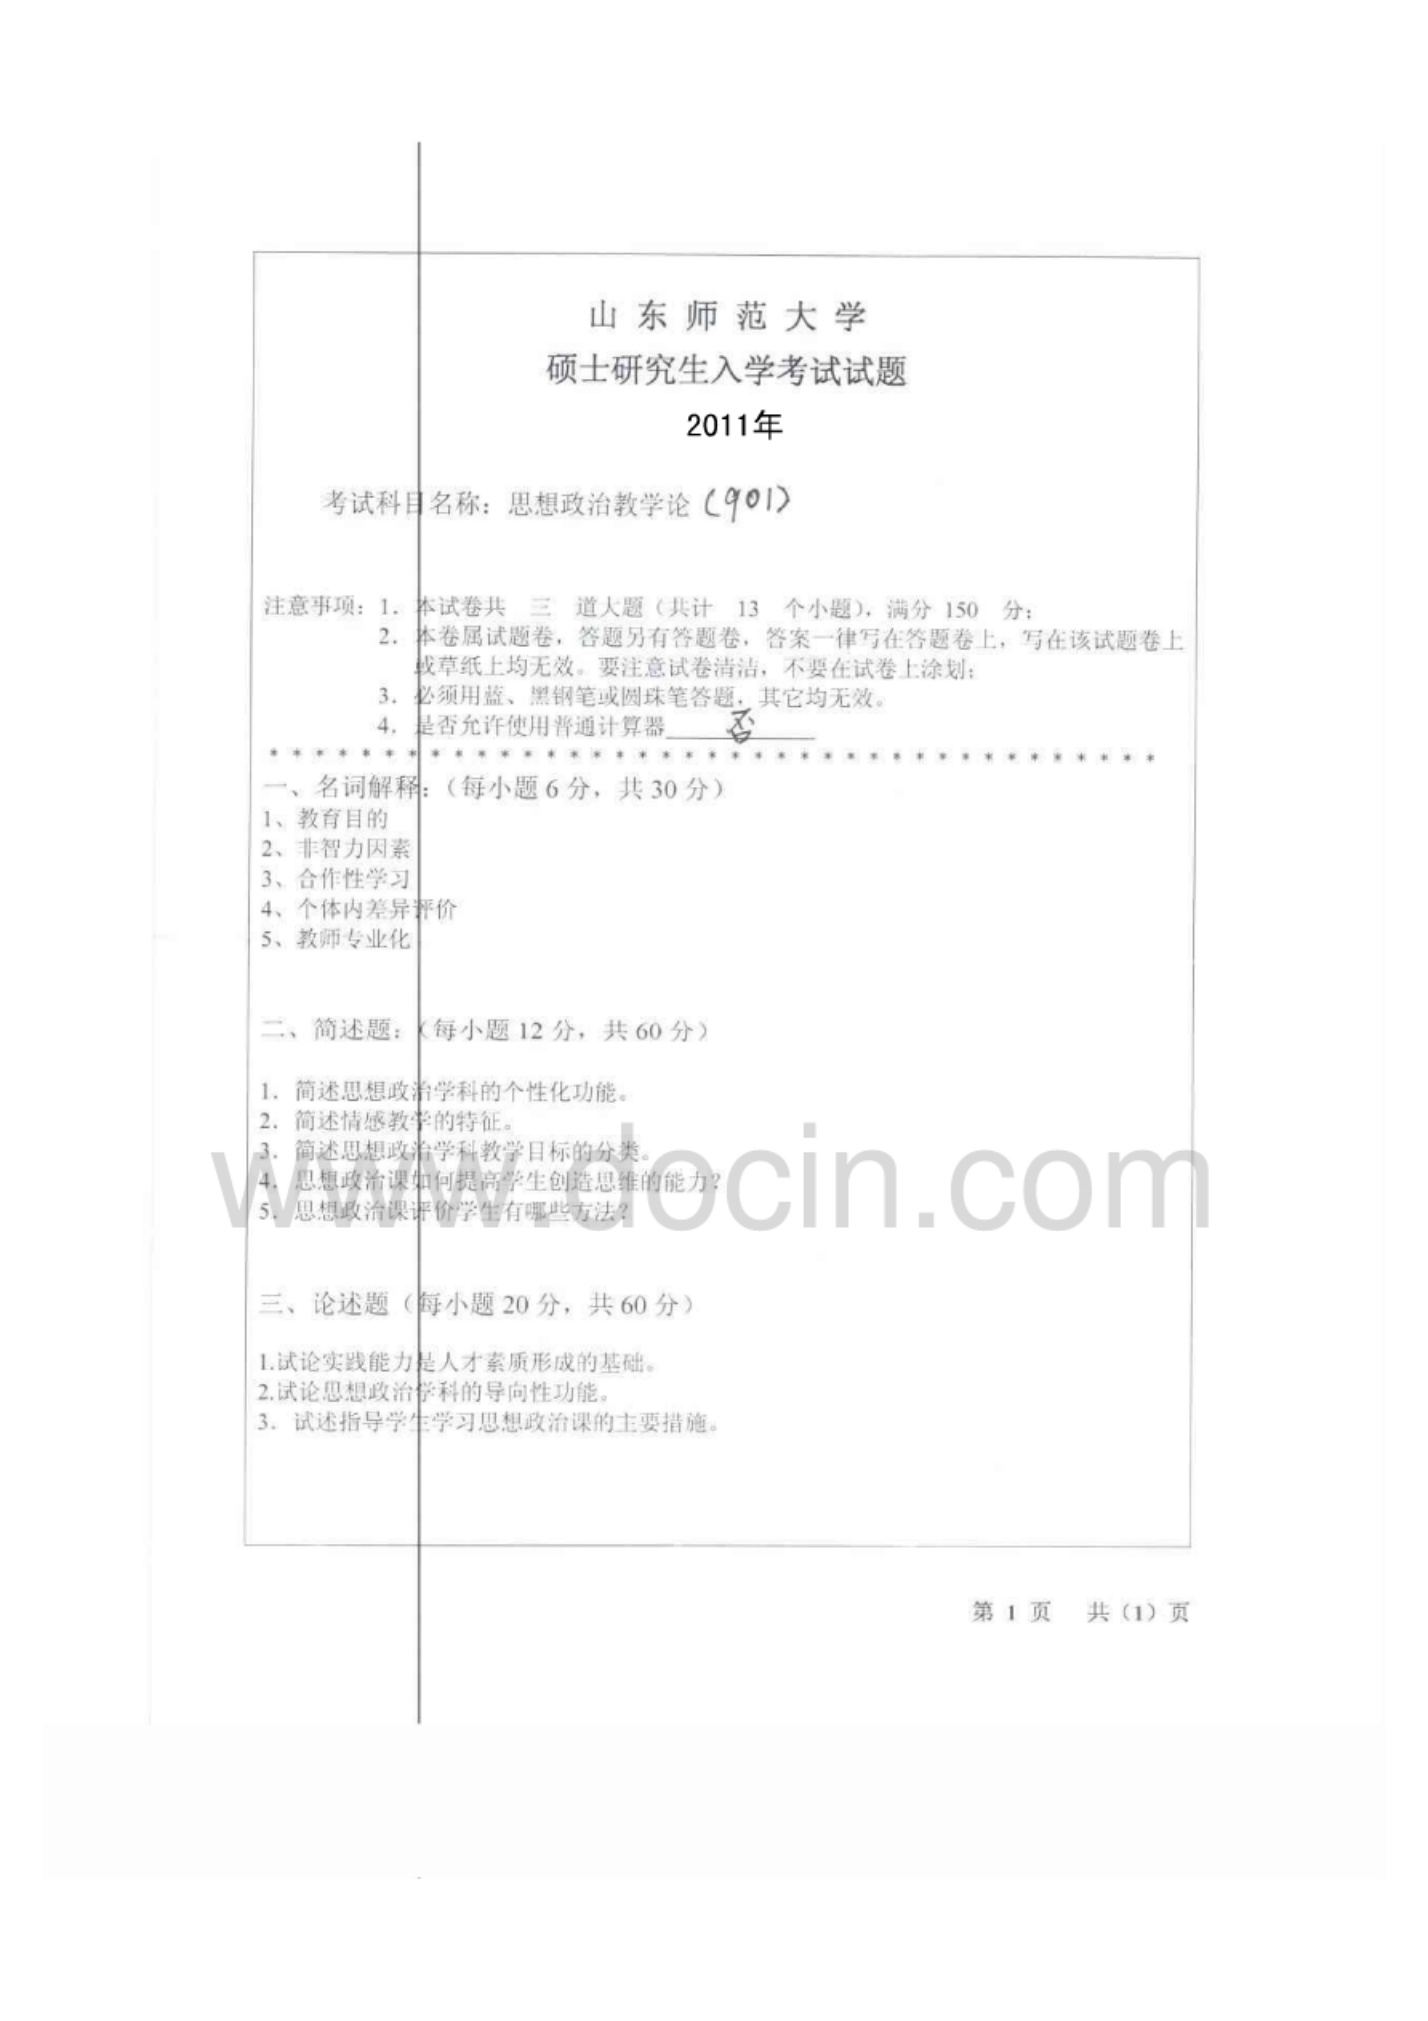 山 东 师 范 大 学
硕士研究生入学考试试题
2011年
考试科目名称：思想政治教学论（901）
注意事项：1．本试卷共 三 道大题（共计 13 个小题），满分 150 分；
2．本卷属试题卷，答题另有答题卷，答案一律写在答题卷上，写在该试题卷上
或草纸上均无效。要注意试卷清洁，不要在试卷上涂划；
3．必须用蓝、黑钢笔或圆珠笔答题，其它均无效。
4．是否允许使用普通计算器 否
* * * * * * * * * * * * * * * * * * * * * * * * * * * * * * * * * * * * * * *
一、名词解释：（每小题 6 分，共 30 分）
1、教育目的
2、非智力因素
3、合作性学习
4、个体内差异评价
5、教师专业化
二、简述题：（每小题 12 分，共 60 分）
1．简述思想政治学科的个性化功能。
2．简述情感教学的特征。
3．简述思想政治学科教学目标的分类。
4．思想政治课如何提高学生创造思维的能力？
5．思想政治课评价学生有哪些方法？
www.docin.com
三、论述题（每小题 20 分，共 60 分）
1.试论实践能力是人才素质形成的基础。
2.试论思想政治学科的导向性功能。
3．试述指导学生学习思想政治课的主要措施。
第 1 页 共（1）页